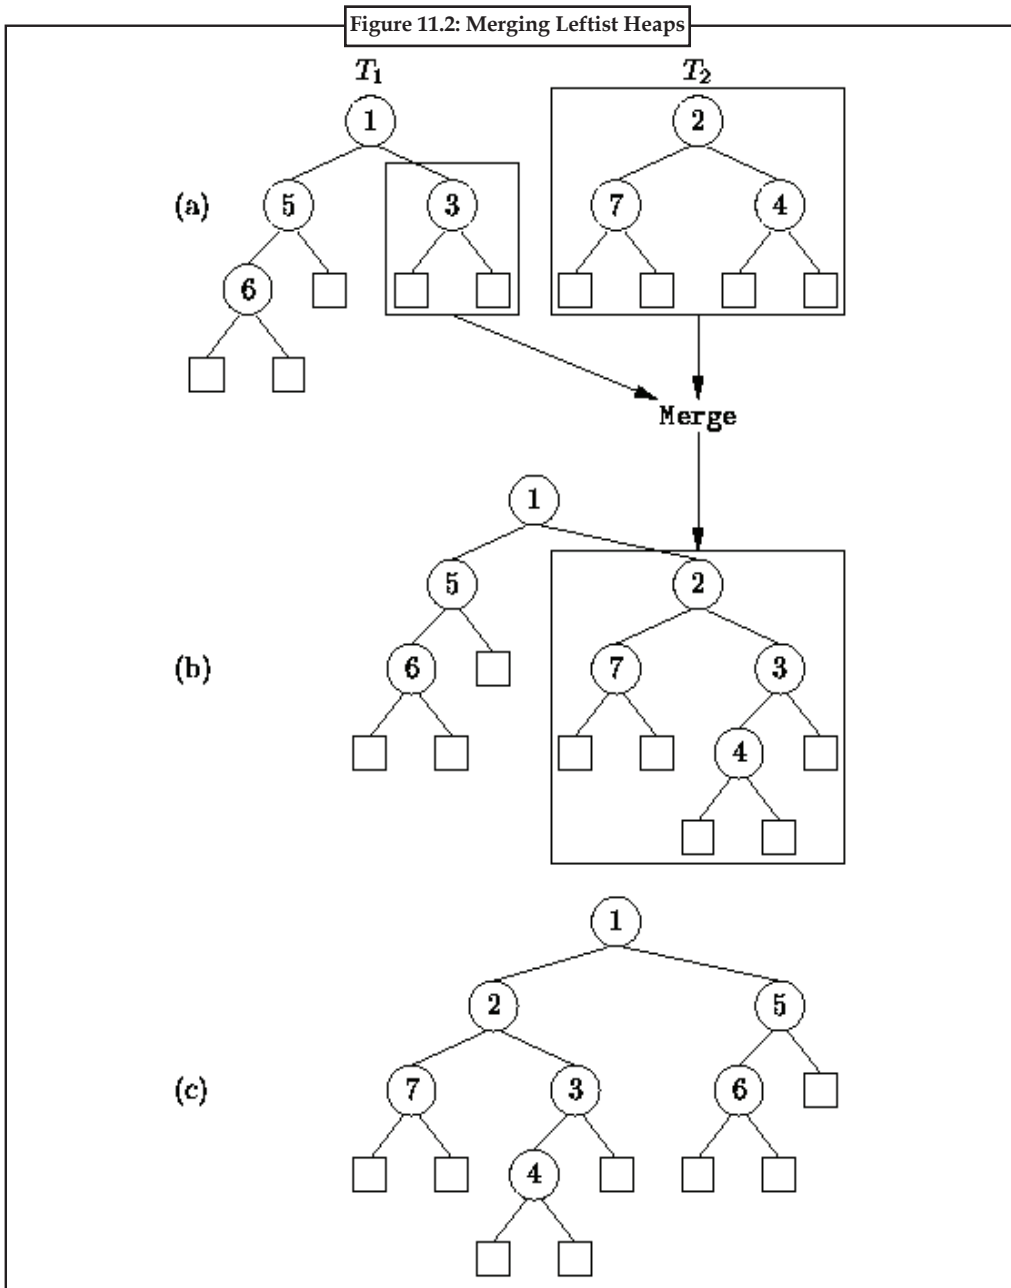 Figure 11.2: Merging Leftist Heaps
T₁ T₂
1 2
(a) 5 3 7 4
6
Merge
1
5 2
(b) 6 7 3
4
1
2 5
(c) 7 3 6
4